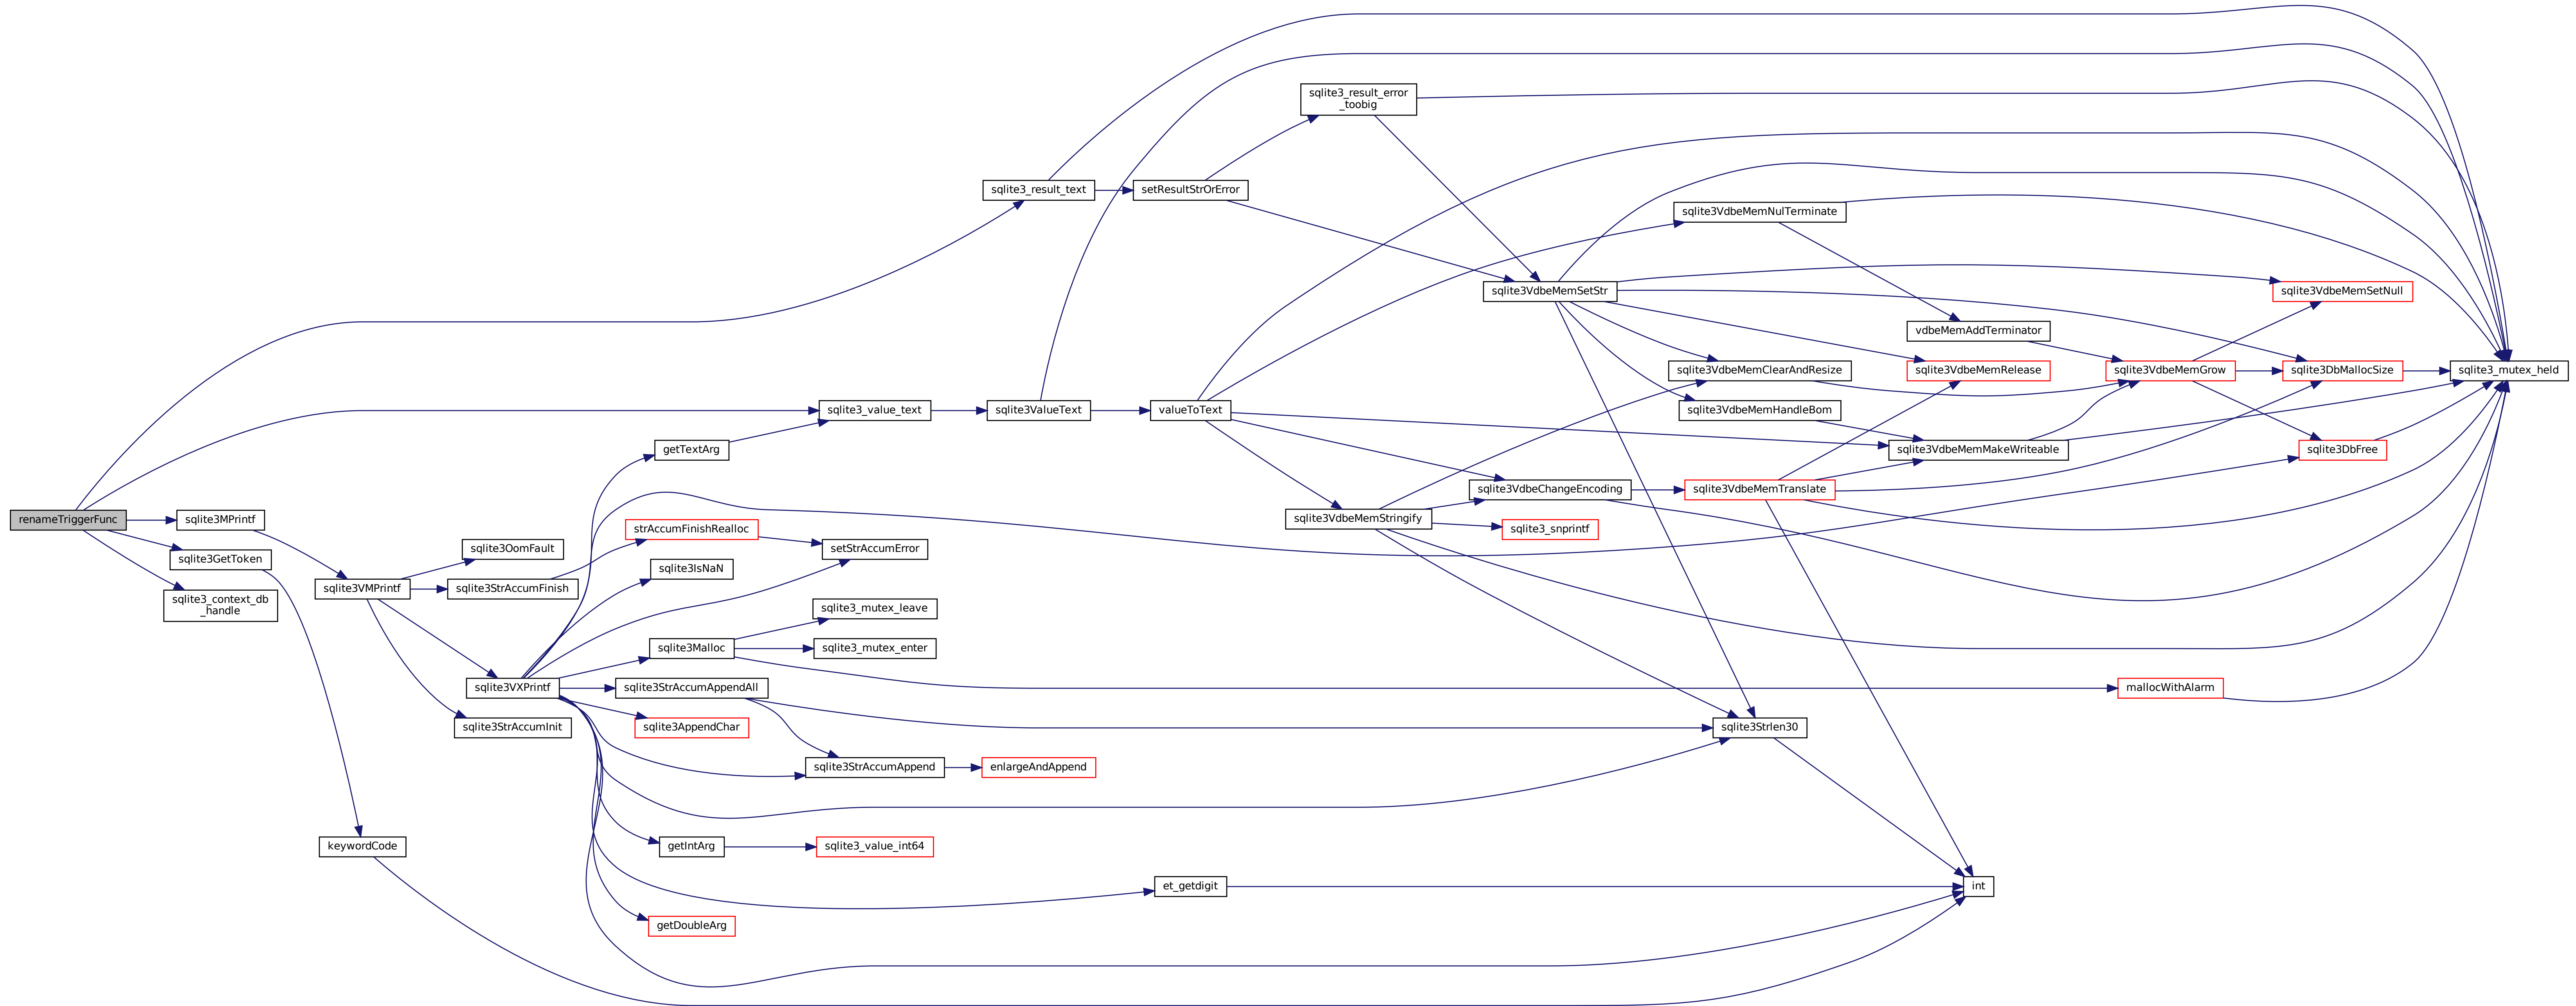 renameTriggerFunc
sqlite3MPrintf
sqlite3GetToken
sqlite3_context_db
_handle
sqlite3VMPrintf
keywordCode
sqlite3OomFault
sqlite3StrAccumFinish
sqlite3VXPrintf
sqlite3StrAccumInit
getTextArg
strAccumFinishRealloc
sqlite3IsNaN
sqlite3Malloc
sqlite3StrAccumAppendAll
sqlite3AppendChar
getIntArg
getDoubleArg
sqlite3_value_text
setStrAccumError
sqlite3_mutex_leave
sqlite3_mutex_enter
sqlite3StrAccumAppend
sqlite3_value_int64
sqlite3_result_text
sqlite3ValueText
enlargeAndAppend
setResultStrOrError
valueToText
et_getdigit
sqlite3_result_error
_toobig
sqlite3VdbeMemStringify
sqlite3VdbeMemSetStr
sqlite3VdbeChangeEncoding
sqlite3_snprintf
sqlite3VdbeMemNulTerminate
sqlite3VdbeMemClearAndResize
sqlite3VdbeMemHandleBom
sqlite3VdbeMemTranslate
sqlite3Strlen30
vdbeMemAddTerminator
sqlite3VdbeMemRelease
sqlite3VdbeMemMakeWriteable
int
sqlite3VdbeMemGrow
mallocWithAlarm
sqlite3VdbeMemSetNull
sqlite3DbMallocSize
sqlite3DbFree
sqlite3_mutex_held